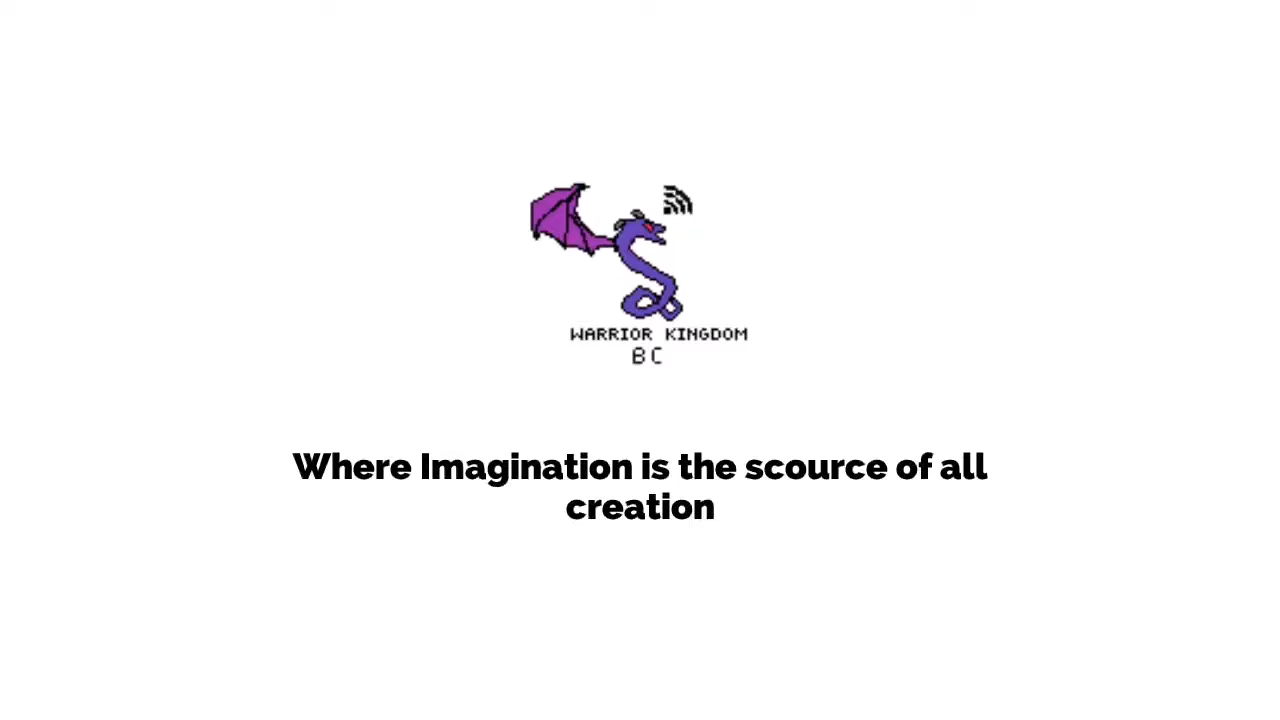 WARRIOR KINGDOM
BC
Where Imagination is the scource of all
creation